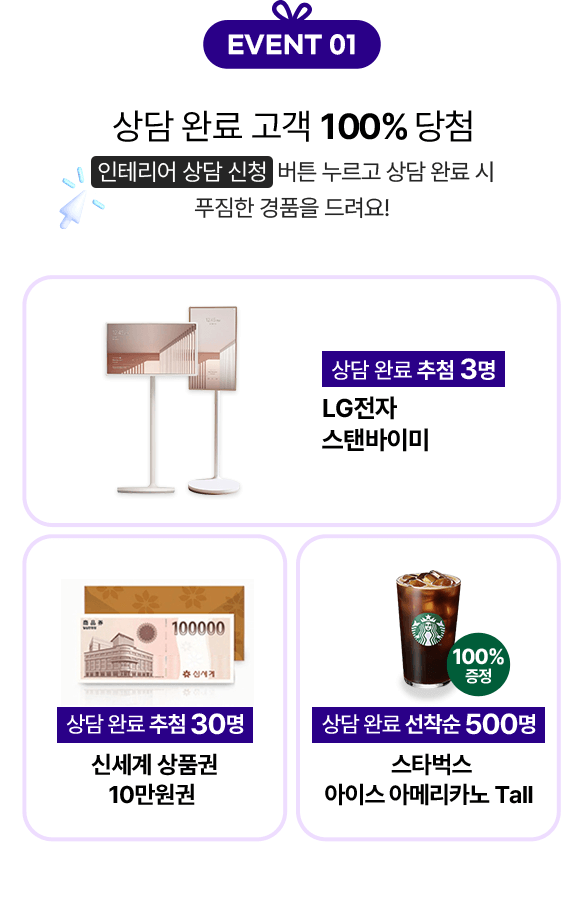 EVENT 01
상담 완료 고객 100% 당첨
인테리어 상담 신청 버튼 누르고 상담 완료 시
푸짐한 경품을 드려요!
상담 완료 추첨 3명
LG전자
스탠바이미
100000
신세계
100%
증정
상담 완료 추첨 30명
신세계 상품권
10만원권
상담 완료 선착순 500명
스타벅스
아이스 아메리카노 Tall